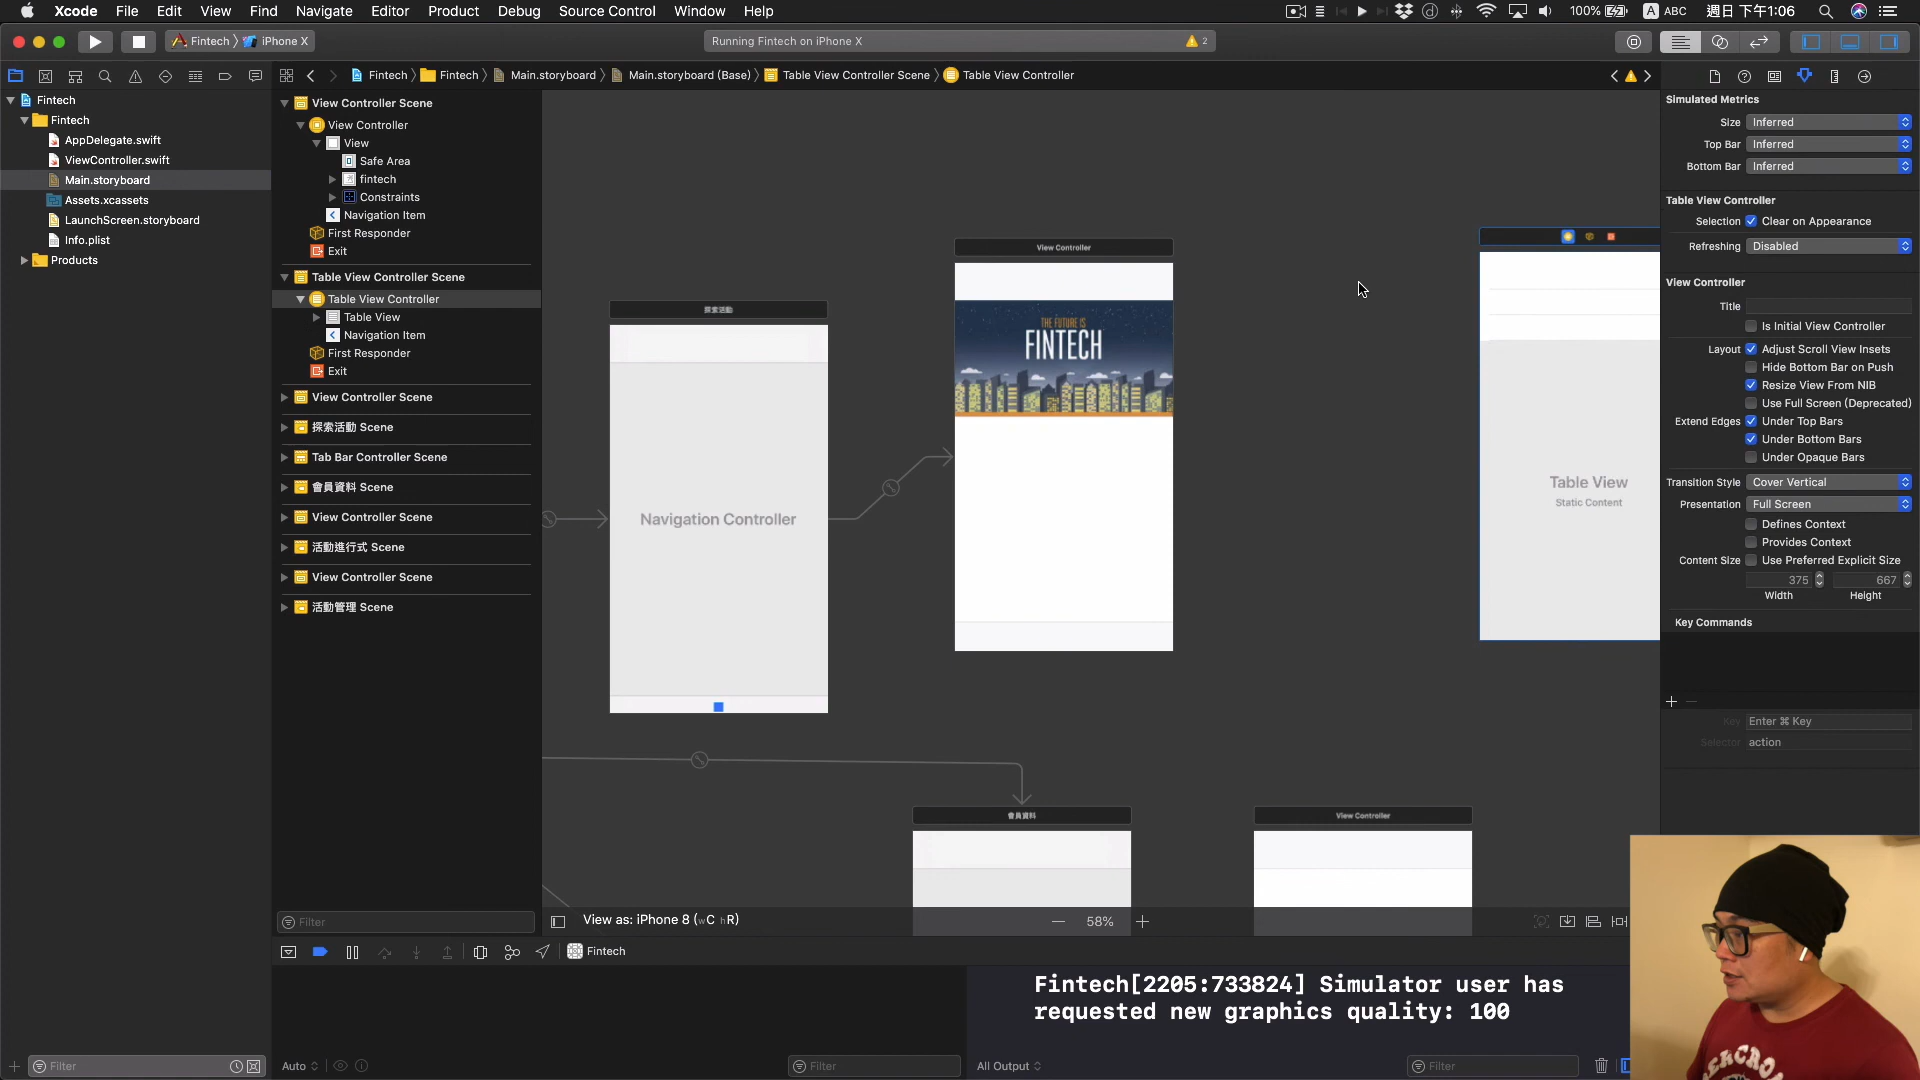 Xcode File Edit View Find Navigate Editor Product Debug Source Control Window Help 100% A ABC 週日 下午1:06
Fintech iPhone X Running Fintech on iPhone X 2
Fintech Fintech Main.storyboard Main.storyboard (Base) Table View Controller Scene Table View Controller
Fintech
Fintech
AppDelegate.swift
ViewController.swift
Main.storyboard
Assets.xcassets
LaunchScreen.storyboard
Info.plist
Products
Filter
View Controller Scene
View Controller
View
Safe Area
fintech
Constraints
Navigation Item
First Responder
Exit
Table View Controller Scene
Table View Controller
Table View
Navigation Item
First Responder
Exit
View Controller Scene
探索活動 Scene
Tab Bar Controller Scene
會員資料 Scene
View Controller Scene
活動進行式 Scene
View Controller Scene
活動管理 Scene
Filter
探索活動
Navigation Controller
View Controller
THE FUTURE IS
FINTECH
Table View
Static Content
會員資料
View Controller
View as: iPhone 8 (wC hR)
58%
Simulated Metrics
Size Inferred
Top Bar Inferred
Bottom Bar Inferred
Table View Controller
Selection Clear on Appearance
Refreshing Disabled
View Controller
Title
Is Initial View Controller
Layout Adjust Scroll View Insets
Hide Bottom Bar on Push
Resize View From NIB
Use Full Screen (Deprecated)
Extend Edges Under Top Bars
Under Bottom Bars
Under Opaque Bars
Transition Style Cover Vertical
Presentation Full Screen
Defines Context
Provides Context
Content Size Use Preferred Explicit Size
375 667
Width Height
Key Commands
Key Enter ⌘ Key
Selector action
Fintech
Fintech[2205:733824] Simulator user has
requested new graphics quality: 100
Auto Filter
All Output Filter